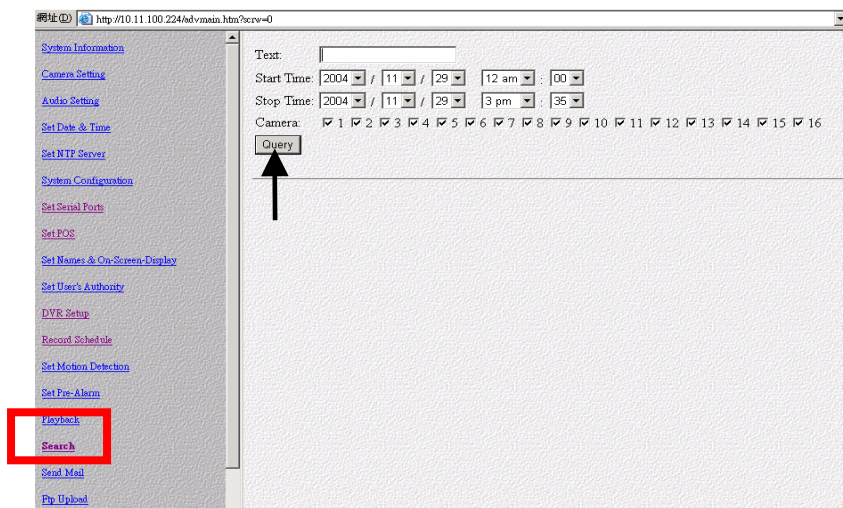 網址(D) http://10.11.100.224/advmain.htm?scrw=0
System Information
Camera Setting
Audio Setting
Set Date & Time
Set NTP Server
System Configuration
Set Serial Ports
Set POS
Set Names & On-Screen-Display
Set User's Authority
DVR Setup
Record Schedule
Set Motion Detection
Set Pre-Alarm
Playback
Search
Send Mail
Ftp Upload
Text:
Start Time: 2004 / 11 / 29 12 am : 00
Stop Time: 2004 / 11 / 29 3 pm : 35
Camera: 1 2 3 4 5 6 7 8 9 10 11 12 13 14 15 16
Query